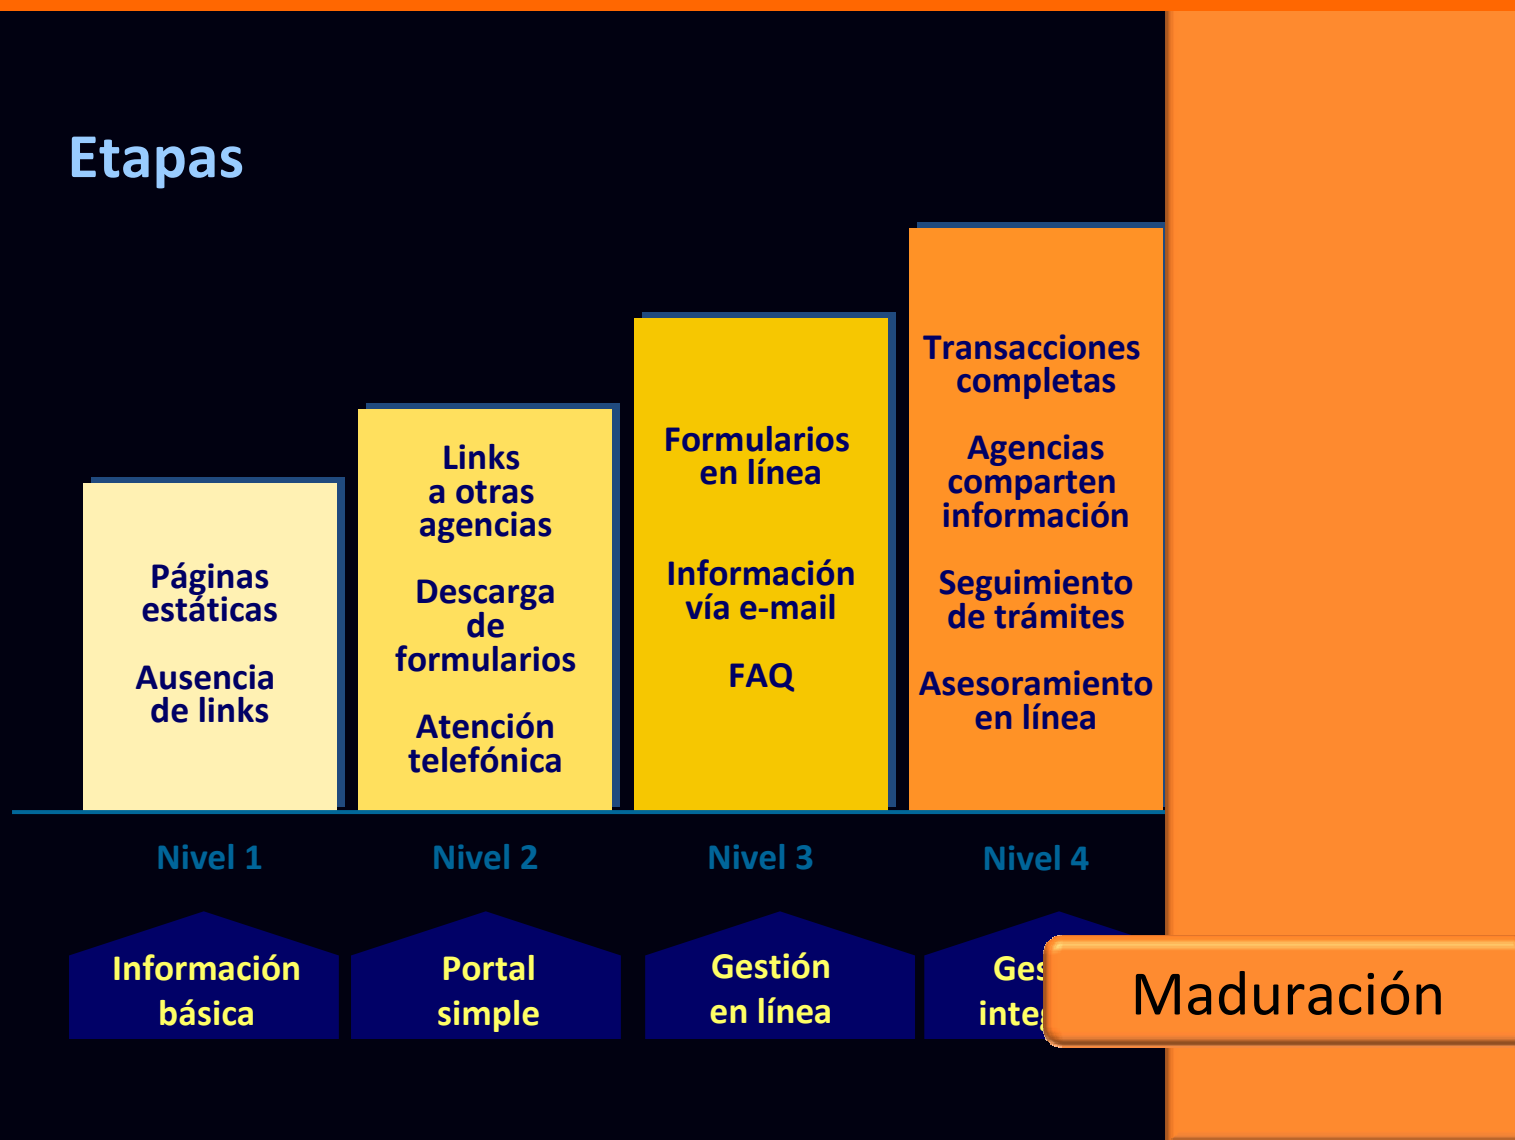 Etapas
Páginas
estáticas
Ausencia
de links
Links
a otras
agencias
Descarga
de
formularios
Atención
telefónica
Formularios
en línea
Información
vía e-mail
FAQ
Transacciones
completas
Agencias
comparten
información
Seguimiento
de trámites
Asesoramiento
en línea
Nivel 1
Nivel 2
Nivel 3
Nivel 4
Información
básica
Portal
simple
Gestión
en línea
Maduración